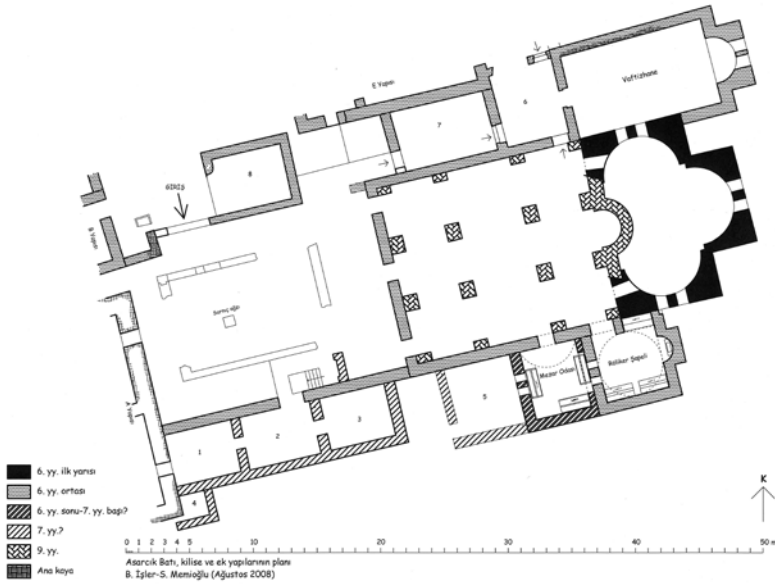 Vaftizhane
E Yapısı
6
7
8
GİRİŞ
B Yapısı
Sarnıç ağzı
Mezar Odası
Rölikler Şapeli
5
A Yapısı
1
2
3
4
6. yy. ilk yarısı
6. yy. ortası
6. yy. sonu-7. yy. başı?
7. yy.?
9. yy.
Ana kaya
K
0 1 2 3 4 5 10 20 30 40 50 m
Asarcık Batı, kilise ve ek yapılarının planı
B. İşler-S. Memioğlu (Ağustos 2008)